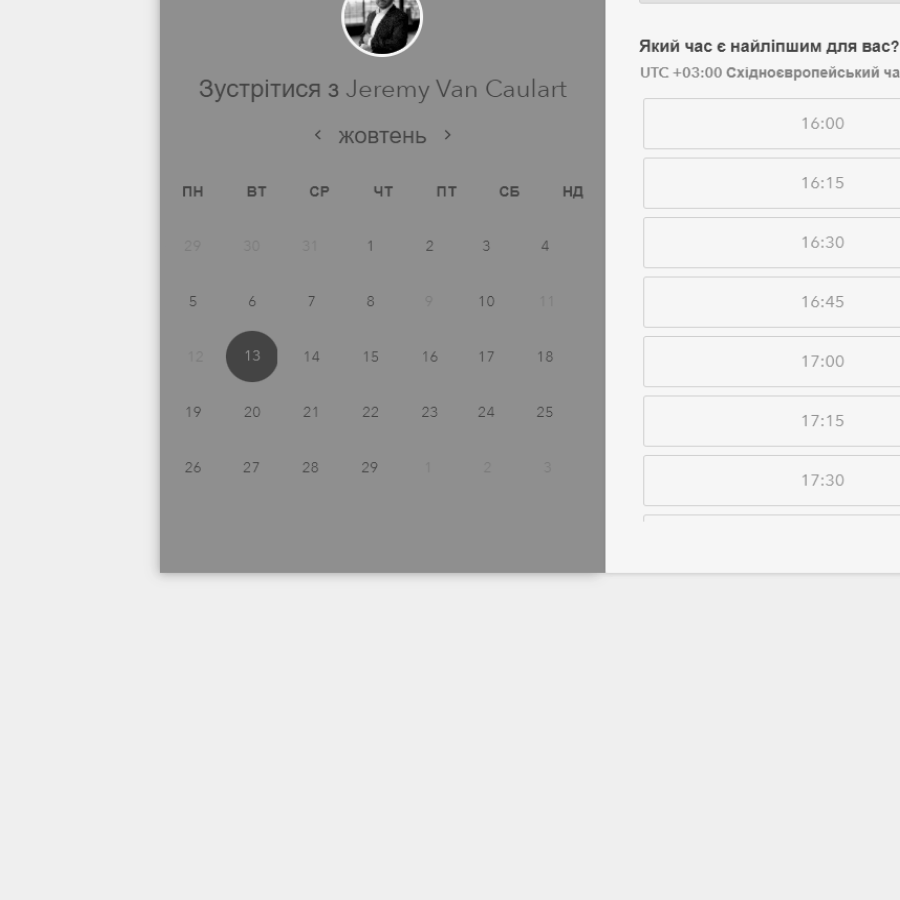 Зустрітися з Jeremy Van Caulart
‹ жовтень ›
ПН ВТ СР ЧТ ПТ СБ НД
29 30 31 1 2 3 4
5 6 7 8 9 10 11
12 13 14 15 16 17 18
19 20 21 22 23 24 25
26 27 28 29 1 2 3
Який час є найліпшим для вас?
UTC +03:00 Східноєвропейський ча
16:00
16:15
16:30
16:45
17:00
17:15
17:30